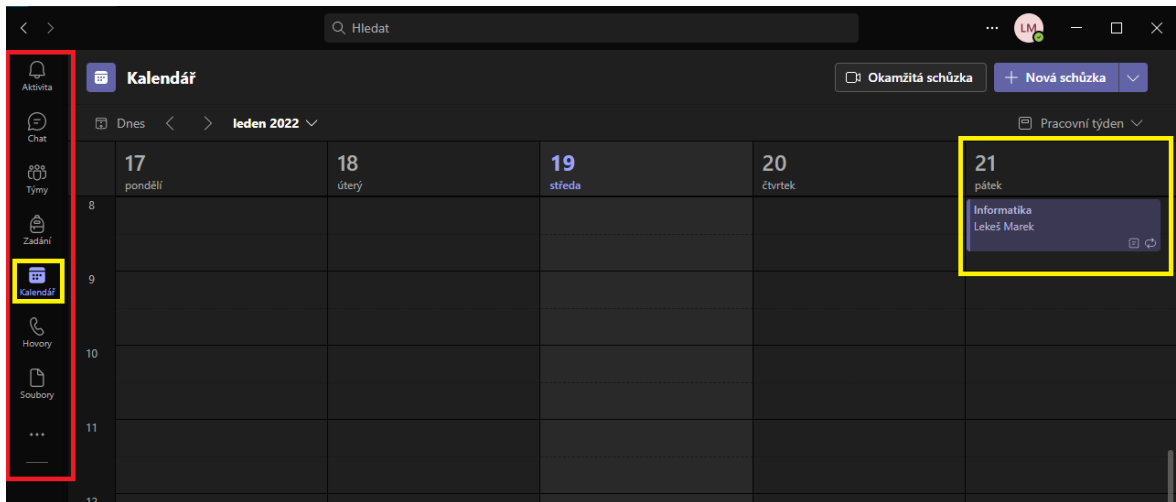 Hledat
LM
Aktivita
Chat
Týmy
Zadání
Kalendář
Hovory
Soubory
Kalendář
Okamžitá schůzka
Nová schůzka
Dnes
leden 2022
Pracovní týden
17
pondělí
18
úterý
19
středa
20
čtvrtek
21
pátek
8
Informatika
Lekeš Marek
9
10
11
12